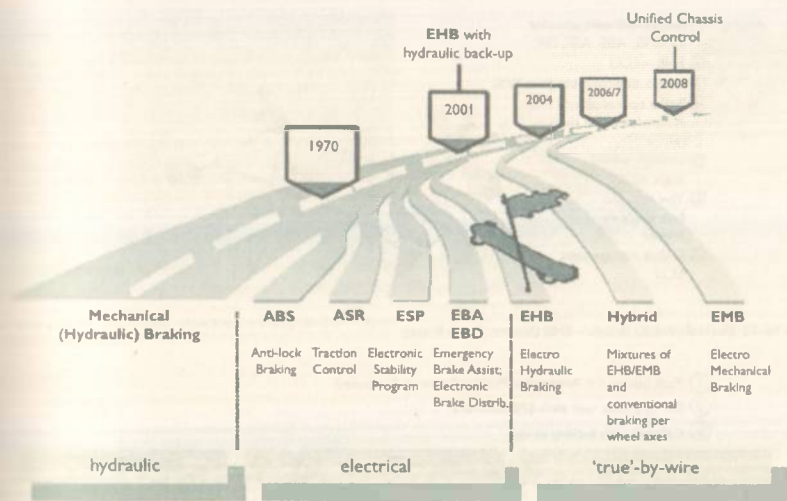 Unified Chassis
Control
EHB with
hydraulic back-up
2008
2006/7
2004
2001
1970
Mechanical
(Hydraulic) Braking
ABS
Anti-lock
Braking
ASR
Traction
Control
ESP
Electronic
Stability
Program
EBA
EBD
Emergency
Brake Assist;
Electronic
Brake Distrib.
EHB
Electro
Hydraulic
Braking
Hybrid
Mixtures of
EHB/EMB
and
conventional
braking per
wheel axes
EMB
Electro
Mechanical
Braking
hydraulic
electrical
'true'-by-wire